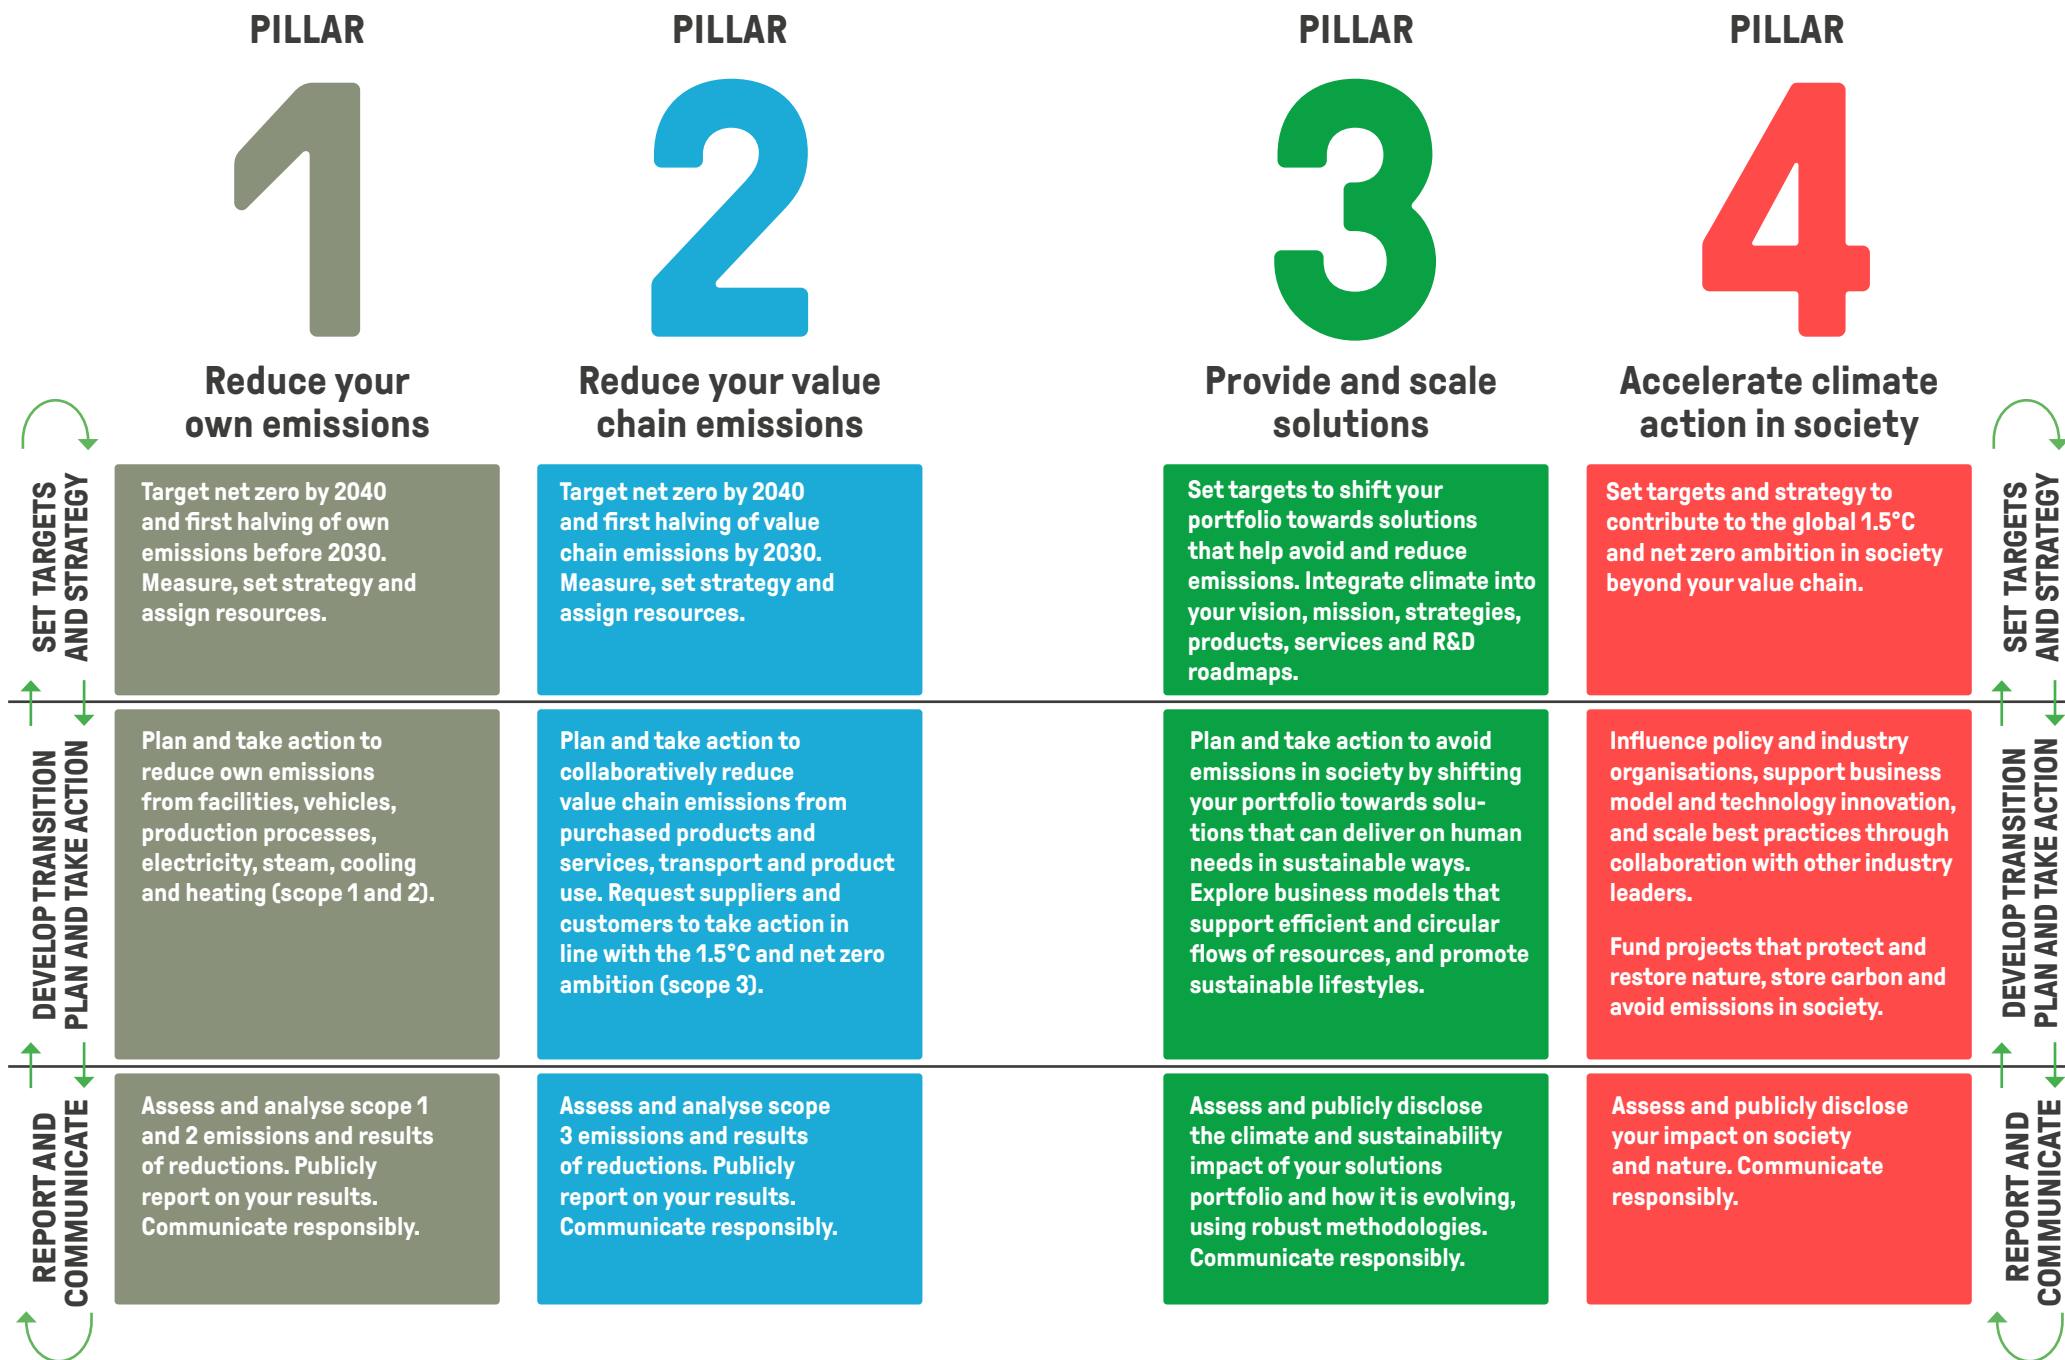 PILLAR
1
Reduce your
own emissions
PILLAR
2
Reduce your value
chain emissions
PILLAR
3
Provide and scale
solutions
PILLAR
4
Accelerate climate
action in society
SET TARGETS
AND STRATEGY
Target net zero by 2040
and first halving of own
emissions before 2030.
Measure, set strategy and
assign resources.
Target net zero by 2040
and first halving of value
chain emissions by 2030.
Measure, set strategy and
assign resources.
Set targets to shift your
portfolio towards solutions
that help avoid and reduce
emissions. Integrate climate into
your vision, mission, strategies,
products, services and R&D
roadmaps.
Set targets and strategy to
contribute to the global 1.5°C
and net zero ambition in society
beyond your value chain.
SET TARGETS
AND STRATEGY
DEVELOP TRANSITION
PLAN AND TAKE ACTION
Plan and take action to
reduce own emissions
from facilities, vehicles,
production processes,
electricity, steam, cooling
and heating (scope 1 and 2).
Plan and take action to
collaboratively reduce
value chain emissions from
purchased products and
services, transport and product
use. Request suppliers and
customers to take action in
line with the 1.5°C and net zero
ambition (scope 3).
Plan and take action to avoid
emissions in society by shifting
your portfolio towards solu-
tions that can deliver on human
needs in sustainable ways.
Explore business models that
support efficient and circular
flows of resources, and promote
sustainable lifestyles.
Influence policy and industry
organisations, support business
model and technology innovation,
and scale best practices through
collaboration with other industry
leaders.
Fund projects that protect and
restore nature, store carbon and
avoid emissions in society.
DEVELOP TRANSITION
PLAN AND TAKE ACTION
REPORT AND
COMMUNICATE
Assess and analyse scope 1
and 2 emissions and results
of reductions. Publicly
report on your results.
Communicate responsibly.
Assess and analyse scope
3 emissions and results
of reductions. Publicly
report on your results.
Communicate responsibly.
Assess and publicly disclose
the climate and sustainability
impact of your solutions
portfolio and how it is evolving,
using robust methodologies.
Communicate responsibly.
Assess and publicly disclose
your impact on society
and nature. Communicate
responsibly.
REPORT AND
COMMUNICATE